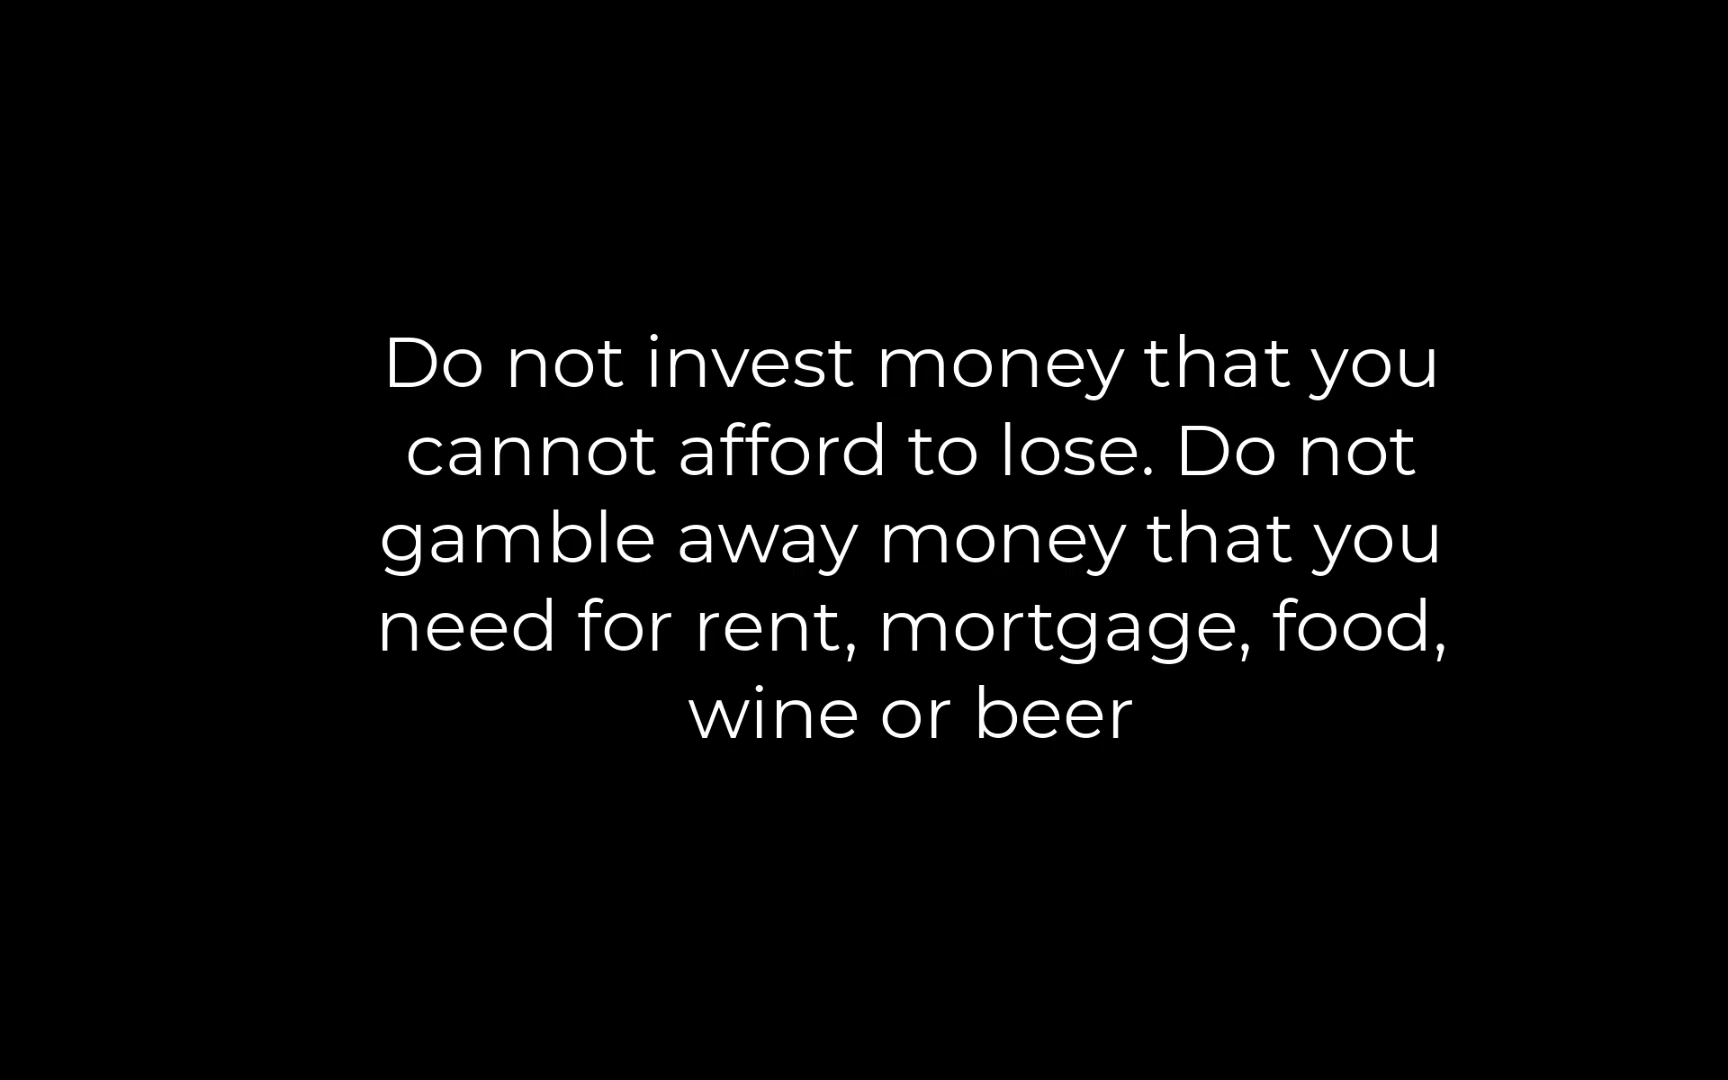 Do not invest money that you
cannot afford to lose. Do not
gamble away money that you
need for rent, mortgage, food,
wine or beer